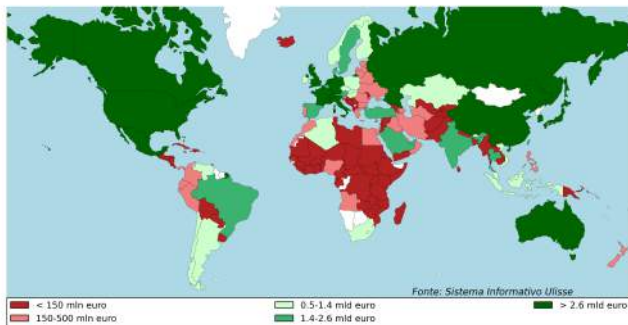 Fonte: Sistema Informativo Ulisse
< 150 mln euro
150-500 mln euro
0.5-1.4 mld euro
1.4-2.6 mld euro
> 2.6 mld euro